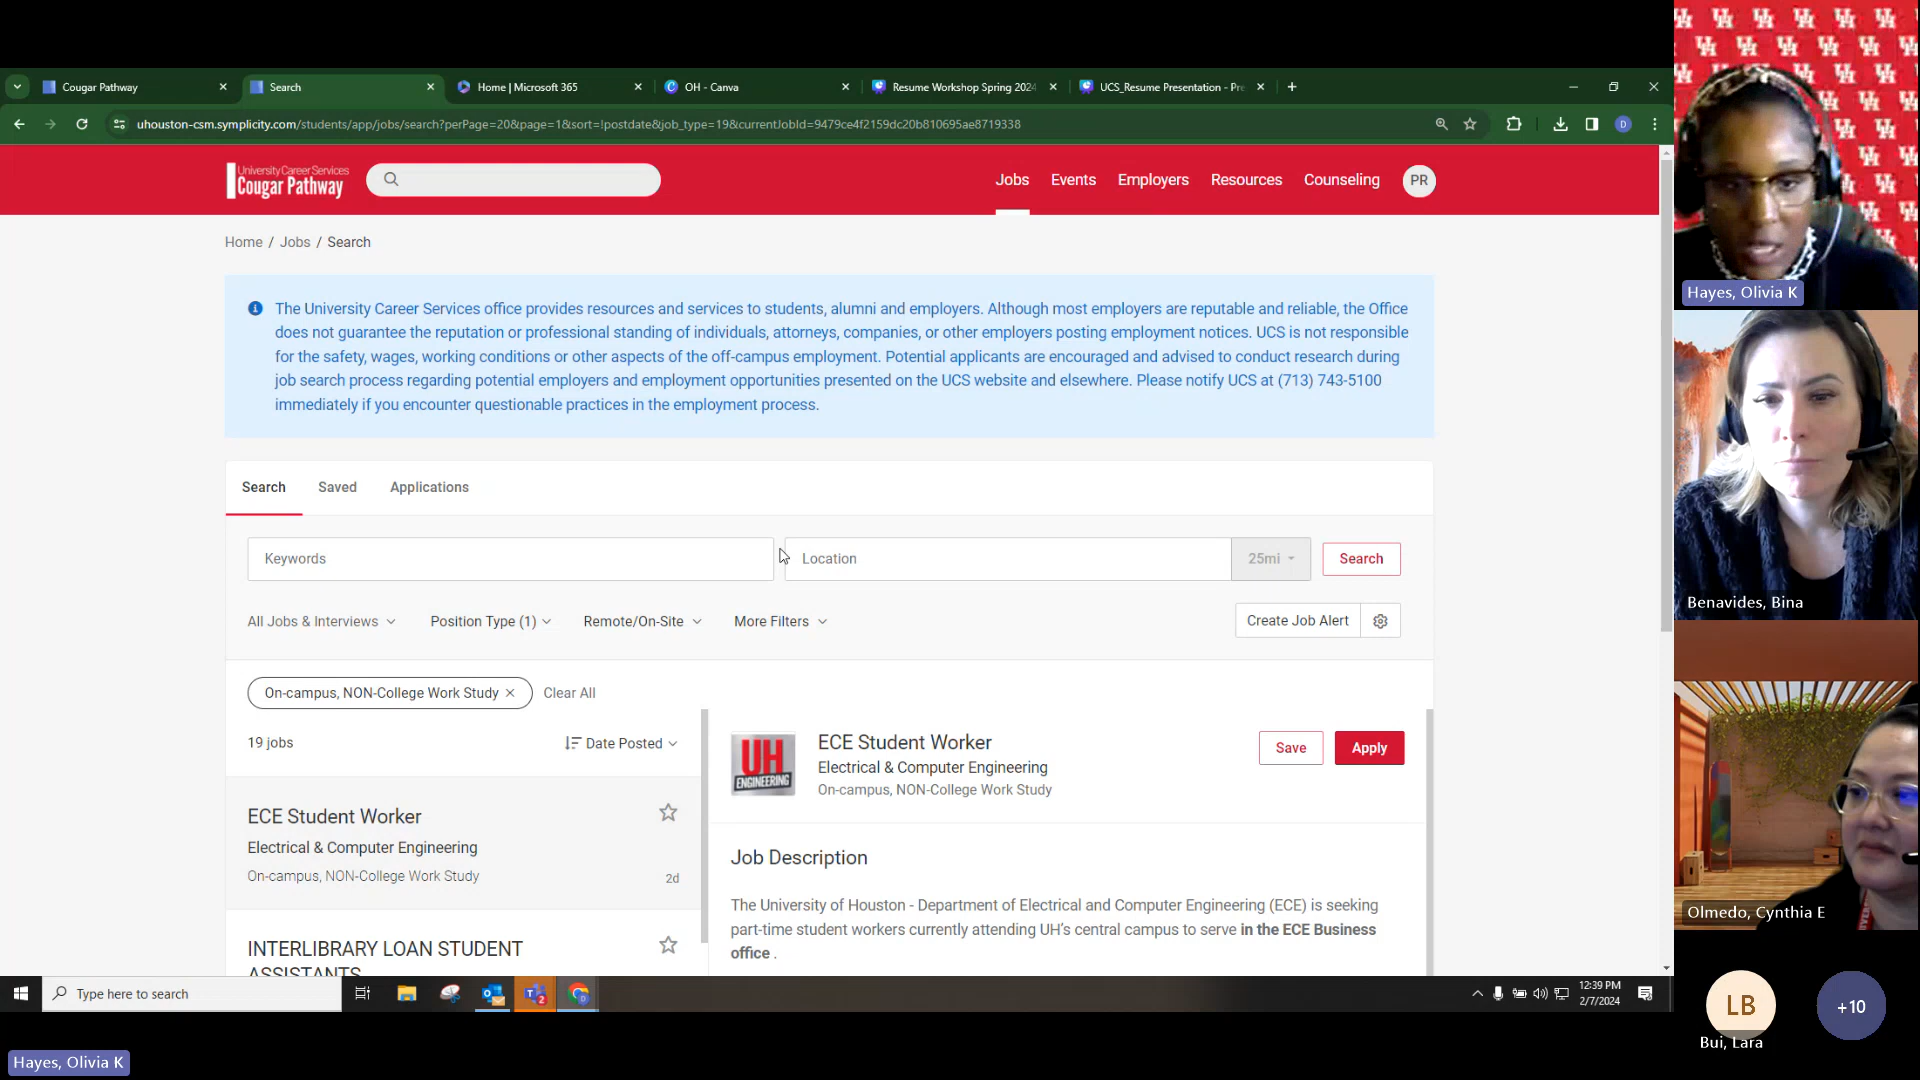 Cougar Pathway
Search
Home | Microsoft 365
OH - Canva
Resume Workshop Spring 2024
UCS_Resume Presentation - Pre
uhouston-csm.symplicity.com/students/app/jobs/search?perPage=20&page=1&sort=!postdate&job_type=19&currentJobId=9479ce4f2159dc20b810695ae8719338
D
University Career Services
Cougar Pathway
Jobs
Events
Employers
Resources
Counseling
PR
Home / Jobs / Search
The University Career Services office provides resources and services to students, alumni and employers. Although most employers are reputable and reliable, the Office
does not guarantee the reputation or professional standing of individuals, attorneys, companies, or other employers posting employment notices. UCS is not responsible
for the safety, wages, working conditions or other aspects of the off-campus employment. Potential applicants are encouraged and advised to conduct research during
job search process regarding potential employers and employment opportunities presented on the UCS website and elsewhere. Please notify UCS at (713) 743-5100
immediately if you encounter questionable practices in the employment process.
Search
Saved
Applications
Keywords
Location
25mi
Search
All Jobs & Interviews
Position Type (1)
Remote/On-Site
More Filters
Create Job Alert
On-campus, NON-College Work Study
Clear All
19 jobs
Date Posted
ECE Student Worker
Electrical & Computer Engineering
On-campus, NON-College Work Study
2d
INTERLIBRARY LOAN STUDENT
ASSISTANTS
UH
ENGINEERING
ECE Student Worker
Electrical & Computer Engineering
On-campus, NON-College Work Study
Save
Apply
Job Description
The University of Houston - Department of Electrical and Computer Engineering (ECE) is seeking
part-time student workers currently attending UH's central campus to serve in the ECE Business
office .
Type here to search
12:39 PM
2/7/2024
Hayes, Olivia K
Hayes, Olivia K
Benavides, Bina
Olmedo, Cynthia E
LB
Bui, Lara
+10